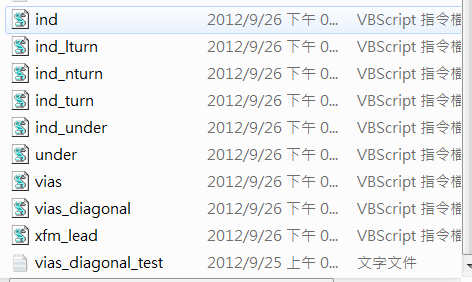 ind 2012/9/26 下午 0... VBScript 指令檔
ind_lturn 2012/9/26 下午 0... VBScript 指令檔
ind_nturn 2012/9/26 下午 0... VBScript 指令檔
ind_turn 2012/9/26 下午 0... VBScript 指令檔
ind_under 2012/9/26 下午 0... VBScript 指令檔
under 2012/9/26 下午 0... VBScript 指令檔
vias 2012/9/26 下午 0... VBScript 指令檔
vias_diagonal 2012/9/26 下午 0... VBScript 指令檔
xfm_lead 2012/9/26 下午 0... VBScript 指令檔
vias_diagonal_test 2012/9/25 上午 0... 文字文件